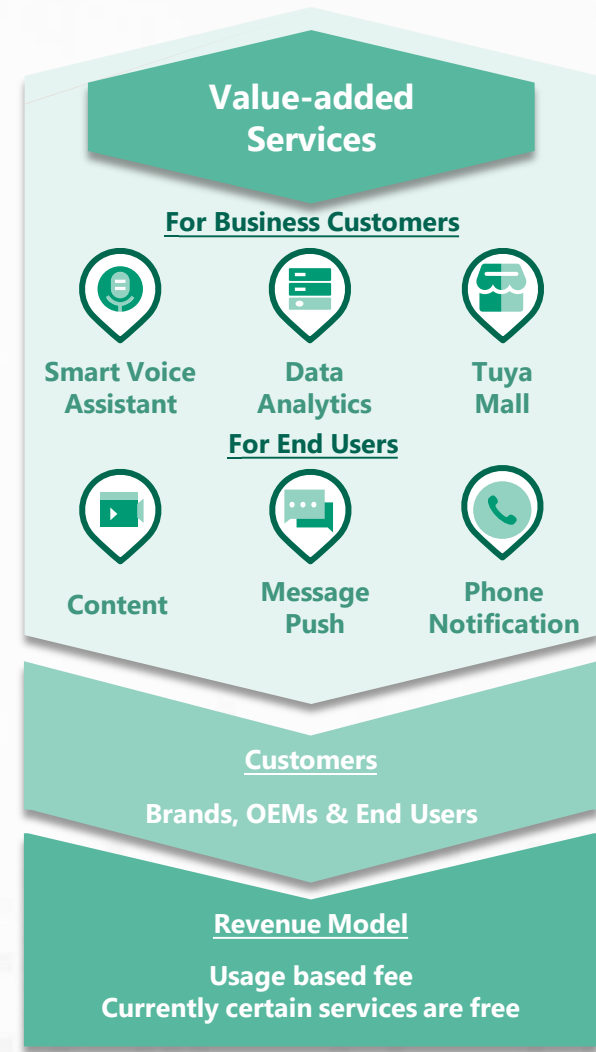 Value-added
Services
For Business Customers
Smart Voice
Assistant
Data
Analytics
Tuya
Mall
For End Users
Content
Message
Push
Phone
Notification
Customers
Brands, OEMs & End Users
Revenue Model
Usage based fee
Currently certain services are free